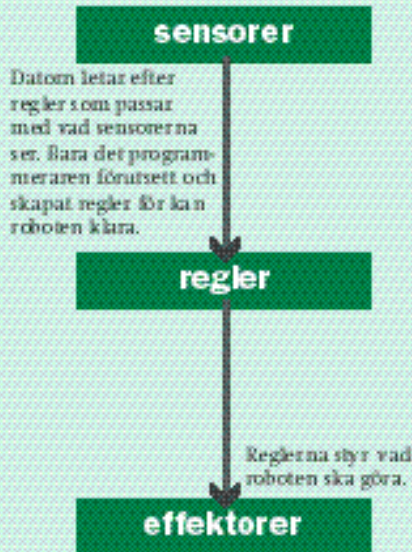 sensorer
Datorn letar efter
regler som passar
med vad sensorerna
ser. Bara det program-
meraren förutsett och
skapat regler för kan
roboten klara.
regler
Reglerna styr vad
roboten ska göra.
effektorer